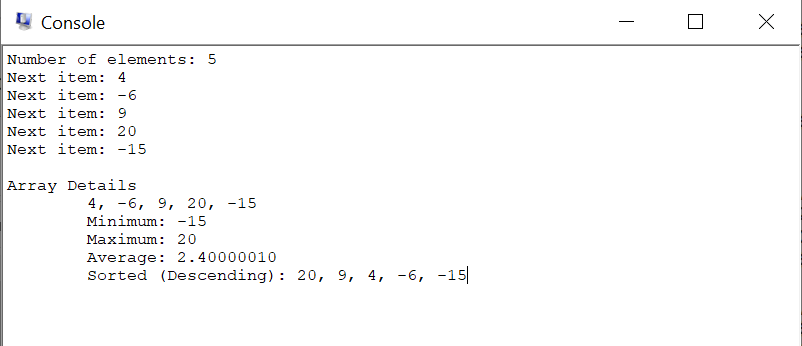 Console
Number of elements: 5
Next item: 4
Next item: -6
Next item: 9
Next item: 20
Next item: -15
Array Details
4, -6, 9, 20, -15
Minimum: -15
Maximum: 20
Average: 2.40000010
Sorted (Descending): 20, 9, 4, -6, -15